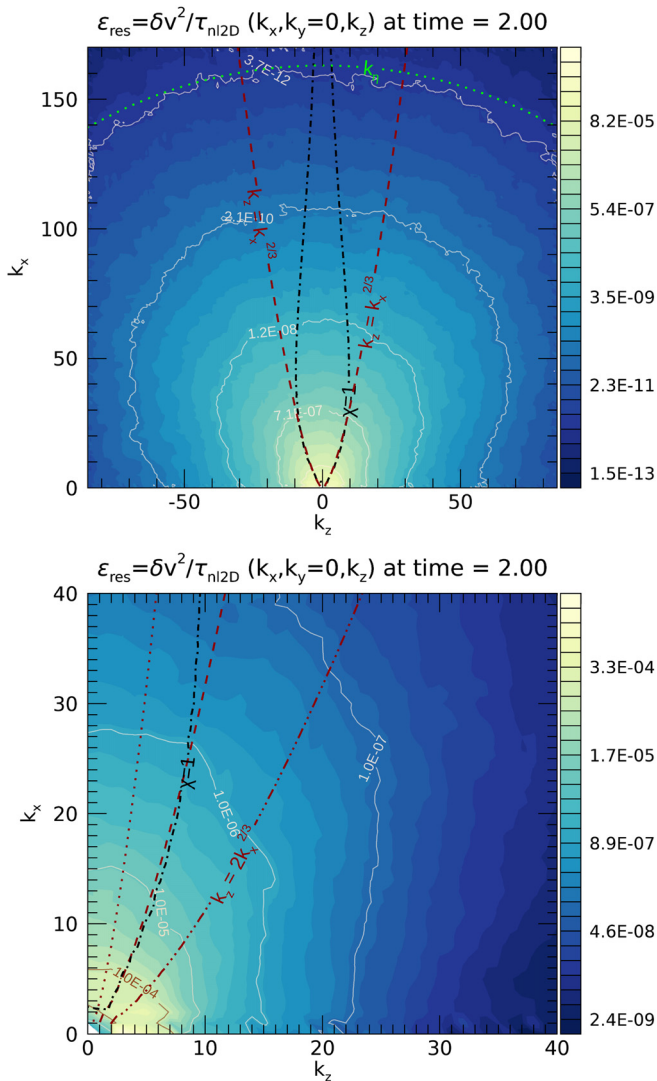 ε_res=δv²/τ_nl2D (k_x,k_y=0,k_z) at time = 2.00
3.7E-12
k_η
150
8.2E-05
k_z = k_x^2/3
2.1E-10
100
5.4E-07
k_x
k_z = k_x^2/3
3.5E-09
1.2E-08
50
2.3E-11
χ=1
7.1E-07
0
1.5E-13
-50 0 50
k_z
ε_res=δv²/τ_nl2D (k_x,k_y=0,k_z) at time = 2.00
40
3.3E-04
30
1.0E-07
1.7E-05
χ=1
1.0E-06
k_x
20
8.9E-07
k_z = 2k_x^2/3
1.0E-05
10
4.6E-08
1.0E-04
0
2.4E-09
0 10 20 30 40
k_z